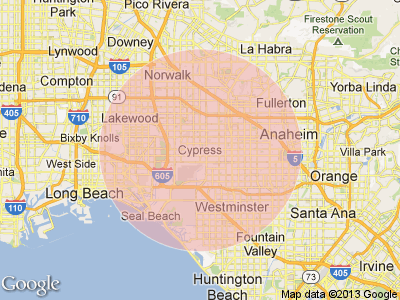 Huntington Park
Pico Rivera
Firestone Scout Reservation
Downey
La Habra
Lynwood
105
Norwalk
Yorba Linda
Compton
91
Fullerton
405
Lakewood
710
Anaheim
Bixby Knolls
Cypress
Villa Park
West Side
5
605
Orange
Long Beach
110
Seal Beach
Westminster
Santa Ana
Fountain Valley
Irvine
Google
Huntington Beach
73
405
Map data ©2013 Google